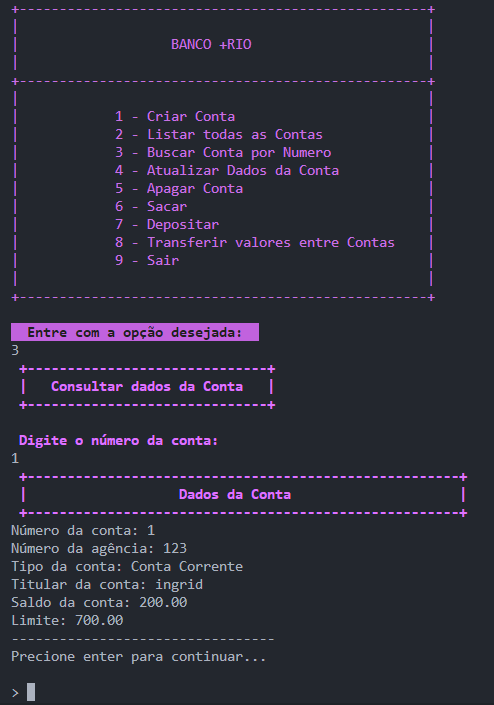 BANCO +RIO
1 - Criar Conta
2 - Listar todas as Contas
3 - Buscar Conta por Numero
4 - Atualizar Dados da Conta
5 - Apagar Conta
6 - Sacar
7 - Depositar
8 - Transferir valores entre Contas
9 - Sair
Entre com a opção desejada:
3
Consultar dados da Conta
Digite o número da conta:
1
Dados da Conta
Número da conta: 1
Número da agência: 123
Tipo da conta: Conta Corrente
Titular da conta: ingrid
Saldo da conta: 200.00
Limite: 700.00
---------------------------------
Precione enter para continuar...
>